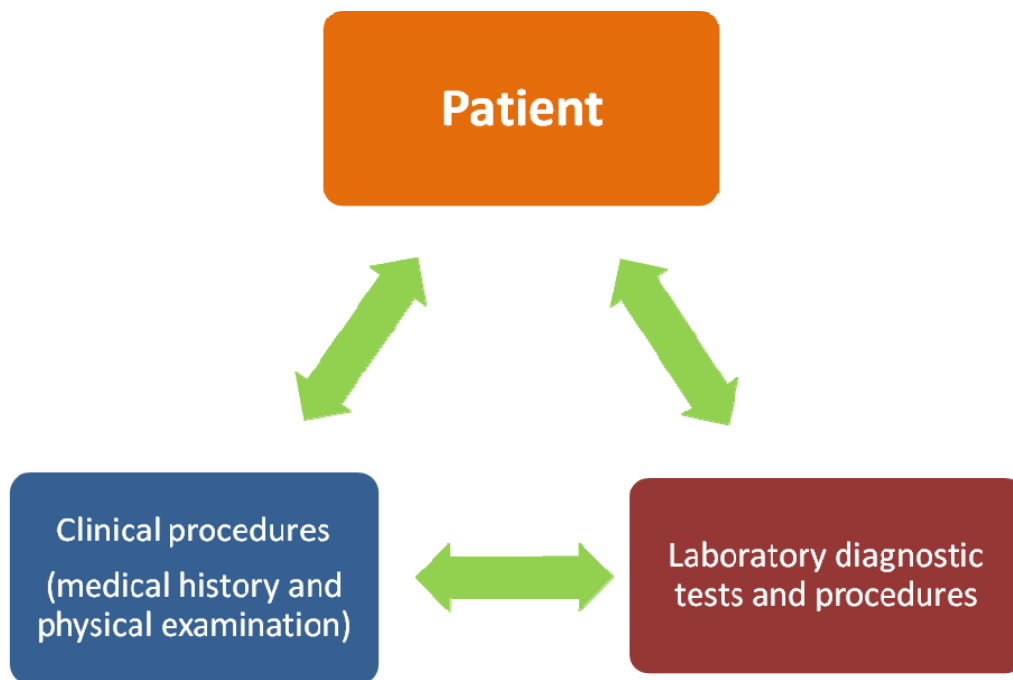 Patient
Clinical procedures
(medical history and
physical examination)
Laboratory diagnostic
tests and procedures